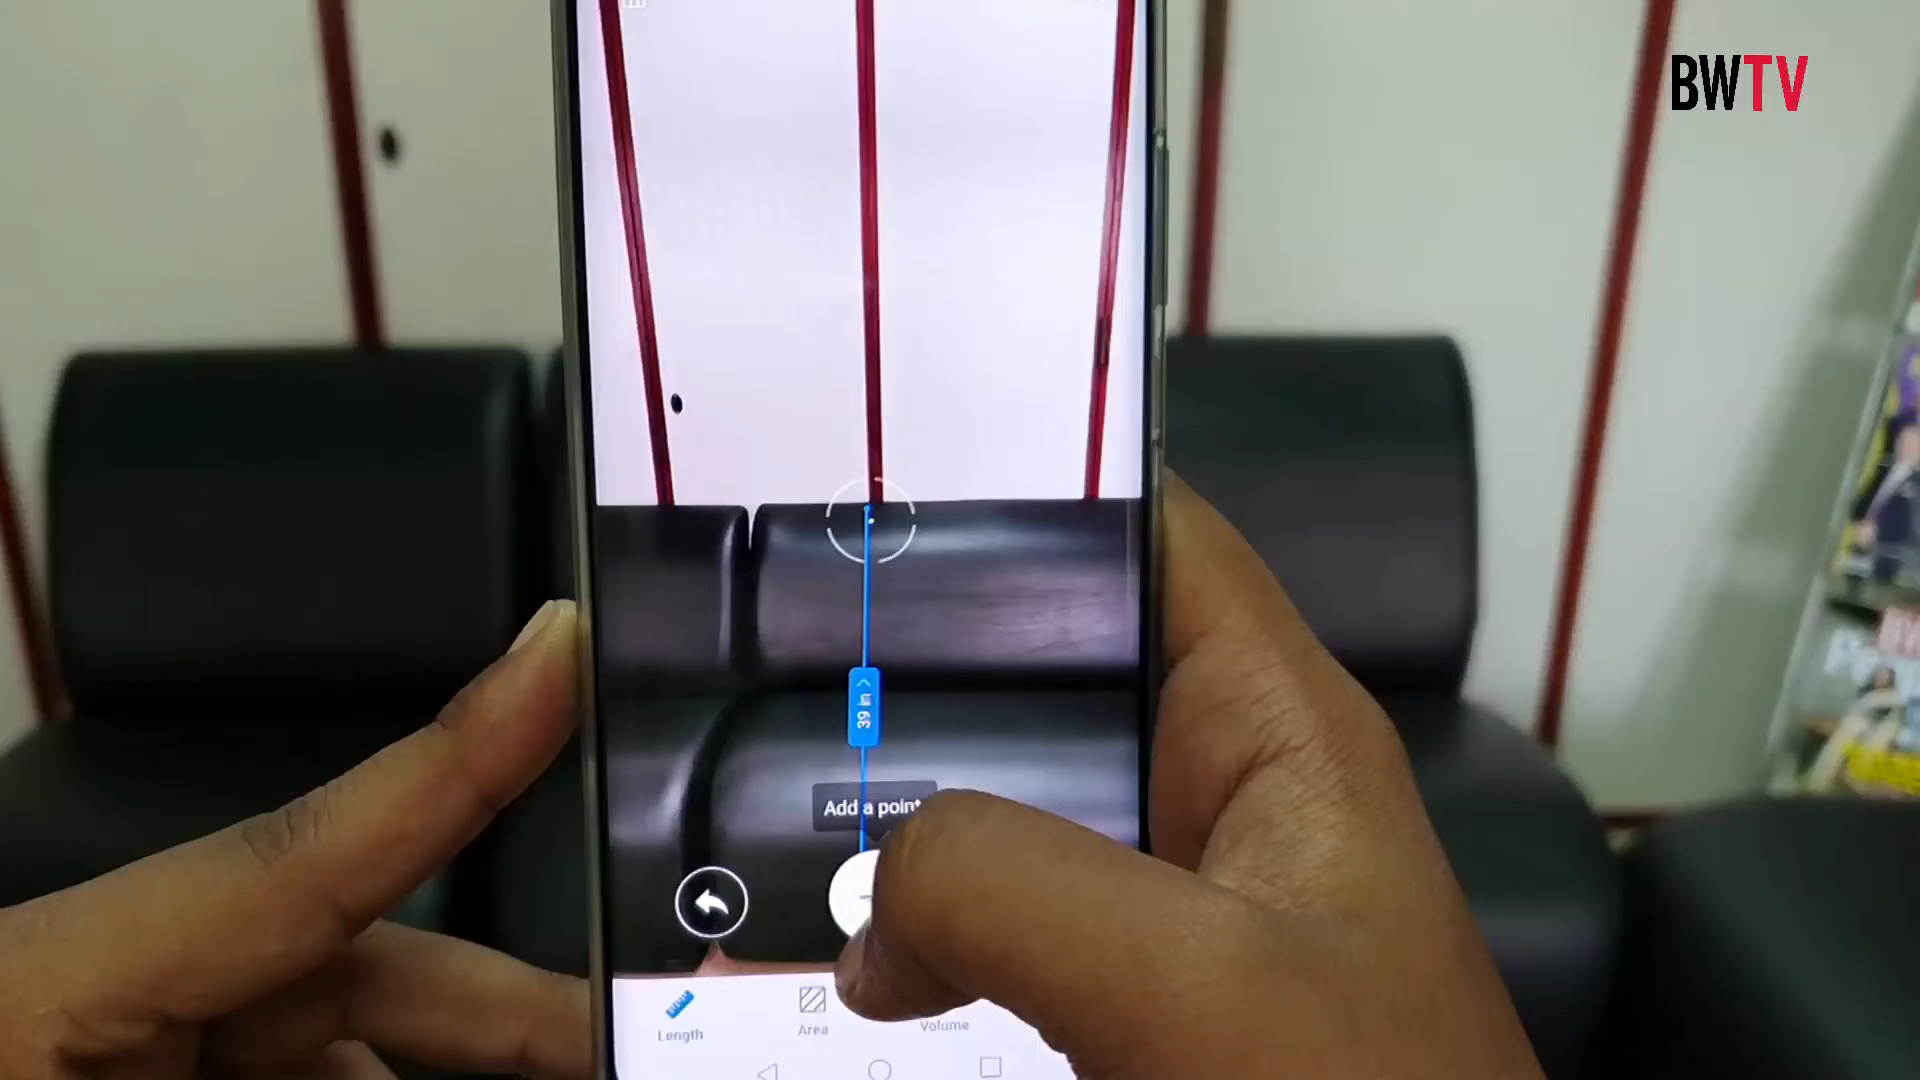 BWTV
39 in
Add a point
Length
Area
Volume